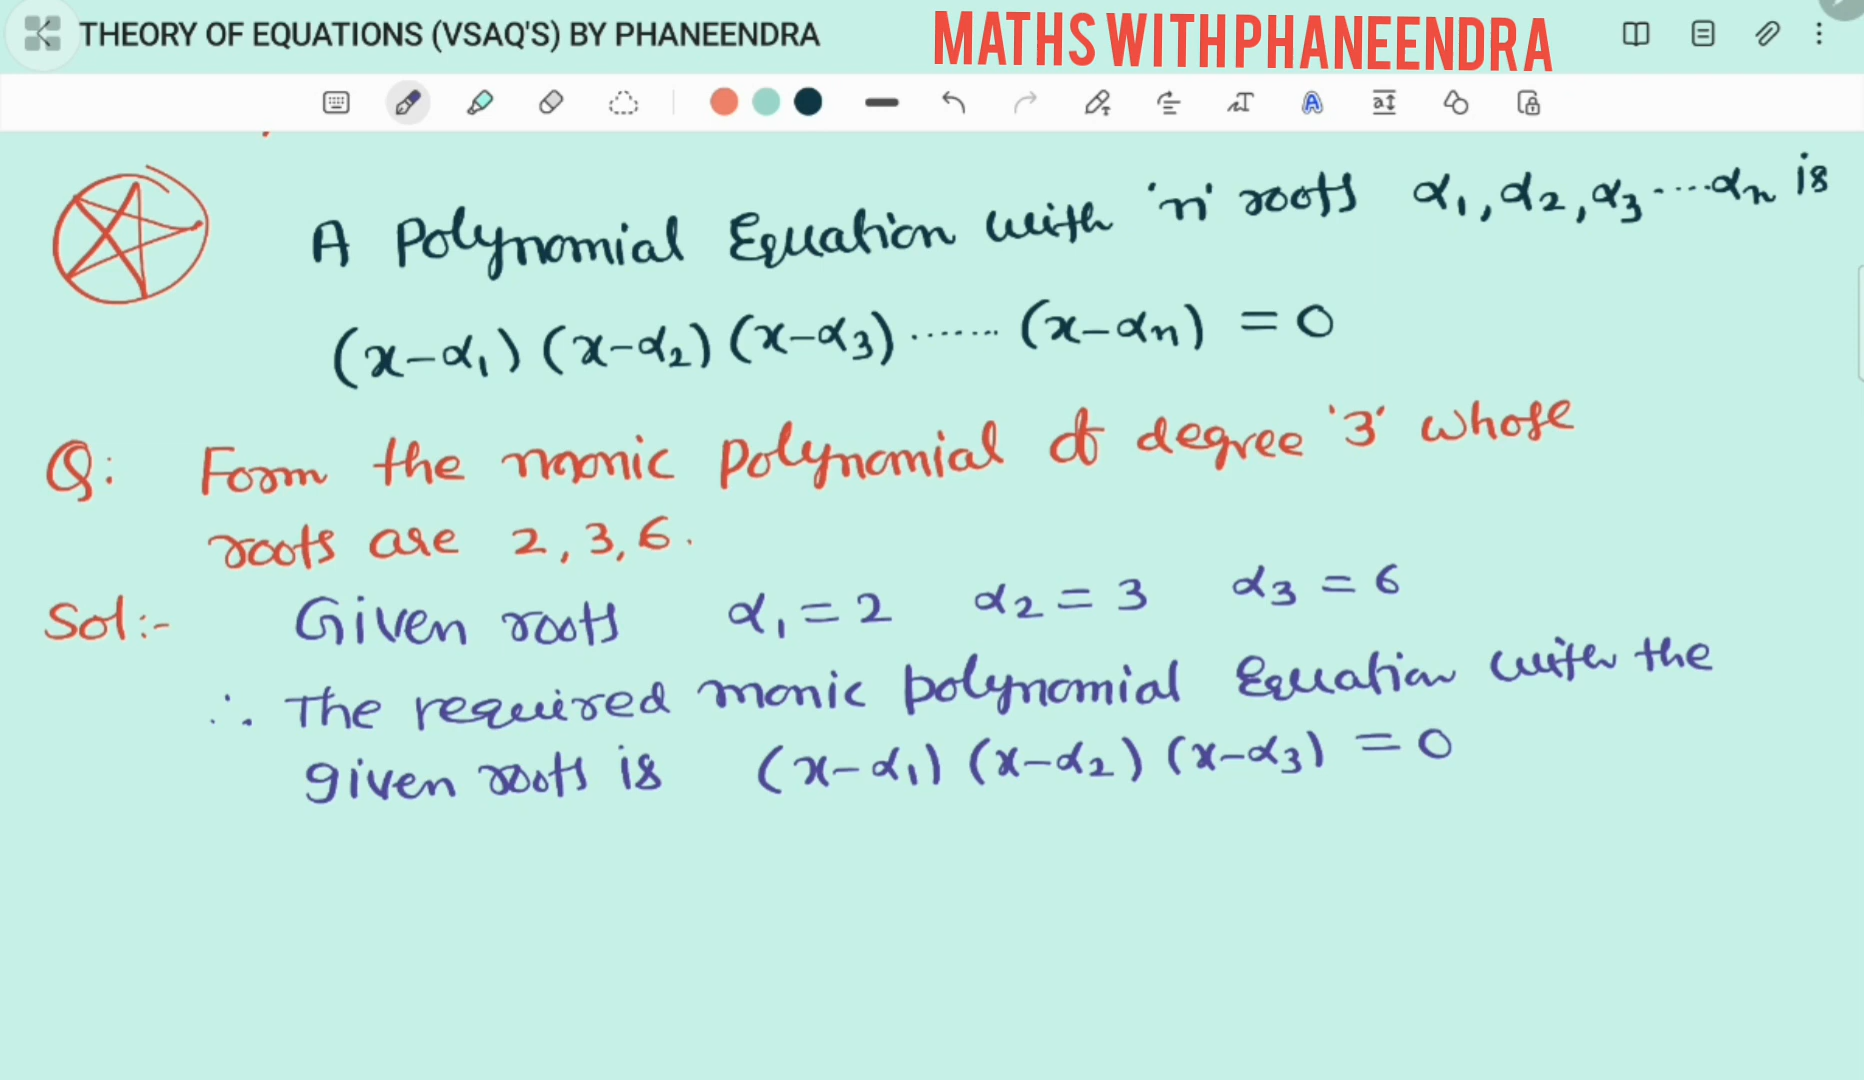 THEORY OF EQUATIONS (VSAQ'S) BY PHANEENDRA
MATHS WITH PHANEENDRA
A Polynomial Equation with 'n' roots α₁, α₂, α₃ ..... αn is
(x-α₁) (x-α₂) (x-α₃) ....... (x-αn) = 0
Q: Form the monic polynomial of degree '3' whose
roots are 2, 3, 6.
Sol:- Given roots α₁ = 2 α₂ = 3 α₃ = 6
∴ The required monic polynomial Equation with the
given roots is (x-α₁) (x-α₂) (x-α₃) = 0